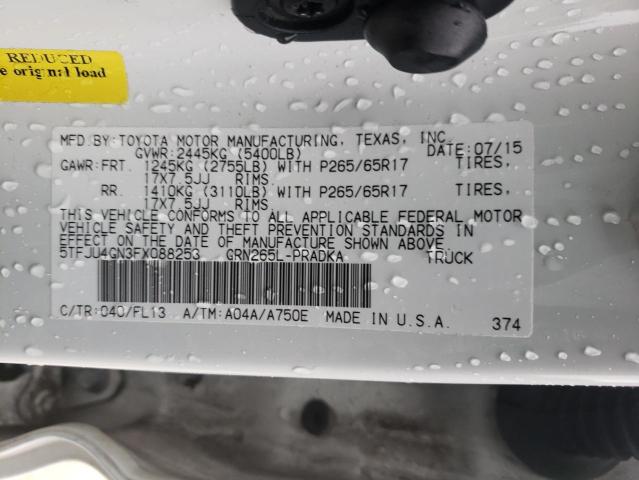 REDUCED
e original load
MFD.BY:TOYOTA MOTOR MANUFACTURING, TEXAS, INC.
GVWR:2445KG(5400LB) DATE:07/15
GAWR:FRT. 1245KG (2755LB) WITH P265/65R17 TIRES,
17X7.5JJ RIMS
RR. 1410KG (3110LB) WITH P265/65R17 TIRES,
17X7.5JJ RIMS
THIS VEHICLE CONFORMS TO ALL APPLICABLE FEDERAL MOTOR
VEHICLE SAFETY AND THEFT PREVENTION STANDARDS IN
EFFECT ON THE DATE OF MANUFACTURE SHOWN ABOVE.
5TFJU4GN3FX088253 GRN265L-PRADKA TRUCK
C/TR:040/FL13 A/TM:A04A/A750E MADE IN U.S.A. 374